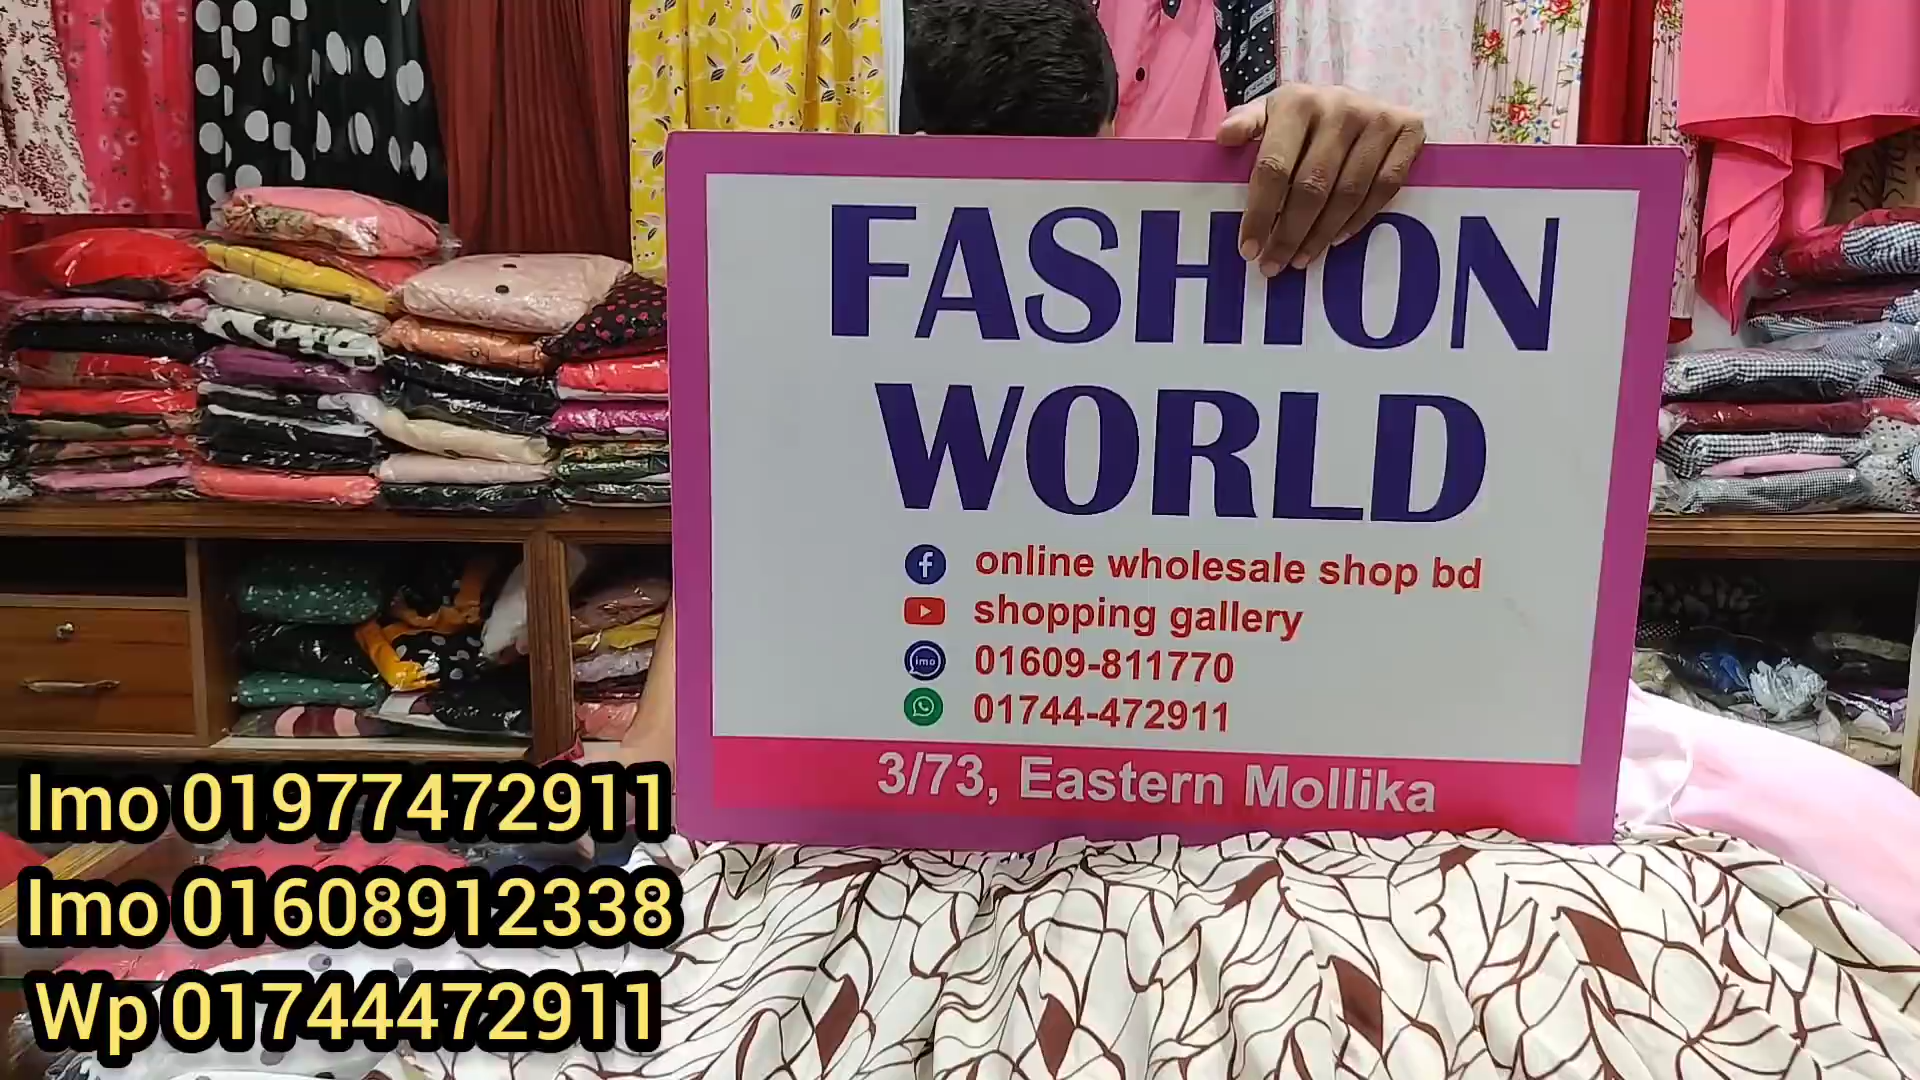 FASHION
WORLD
online wholesale shop bd
shopping gallery
imo 01609-811770
01744-472911
3/73, Eastern Mollika
Imo 01977472911
Imo 01608912338
Wp 01744472911